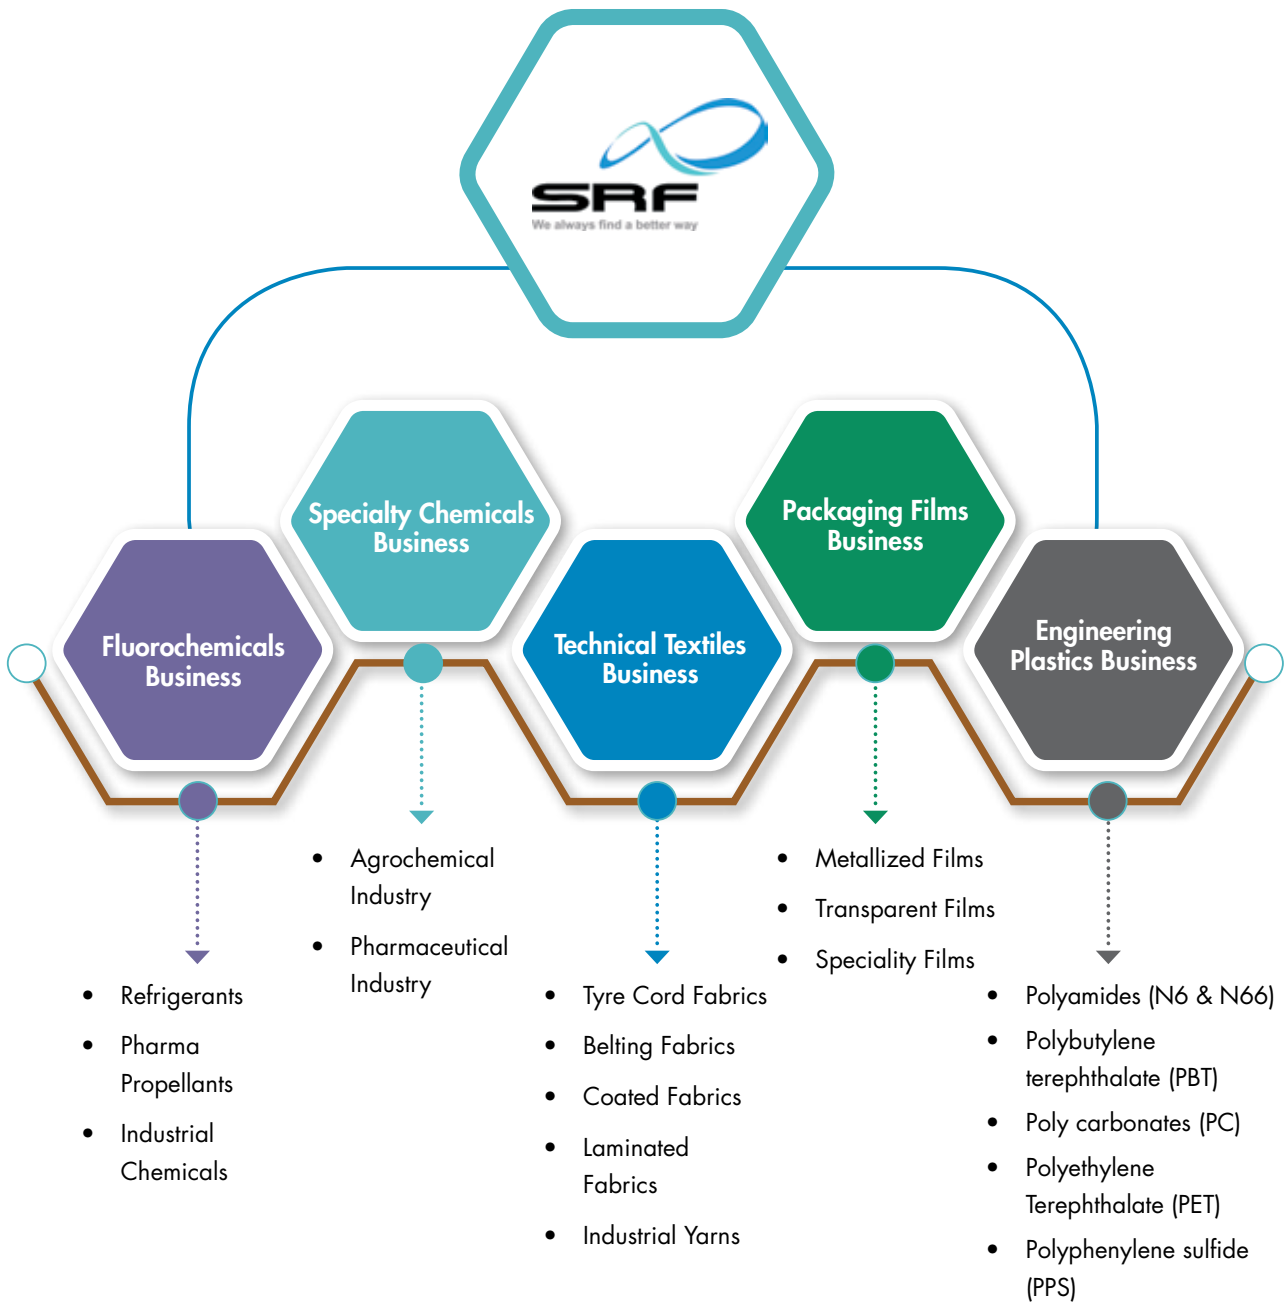 SRF
We always find a better way
Specialty Chemicals
Business
Packaging Films
Business
Fluorochemicals
Business
Technical Textiles
Business
Engineering
Plastics Business
• Refrigerants
• Pharma
Propellants
• Industrial
Chemicals
• Agrochemical
Industry
• Pharmaceutical
Industry
• Tyre Cord Fabrics
• Belting Fabrics
• Coated Fabrics
• Laminated
Fabrics
• Industrial Yarns
• Metallized Films
• Transparent Films
• Speciality Films
• Polyamides (N6 & N66)
• Polybutylene
terephthalate (PBT)
• Poly carbonates (PC)
• Polyethylene
Terephthalate (PET)
• Polyphenylene sulfide
(PPS)